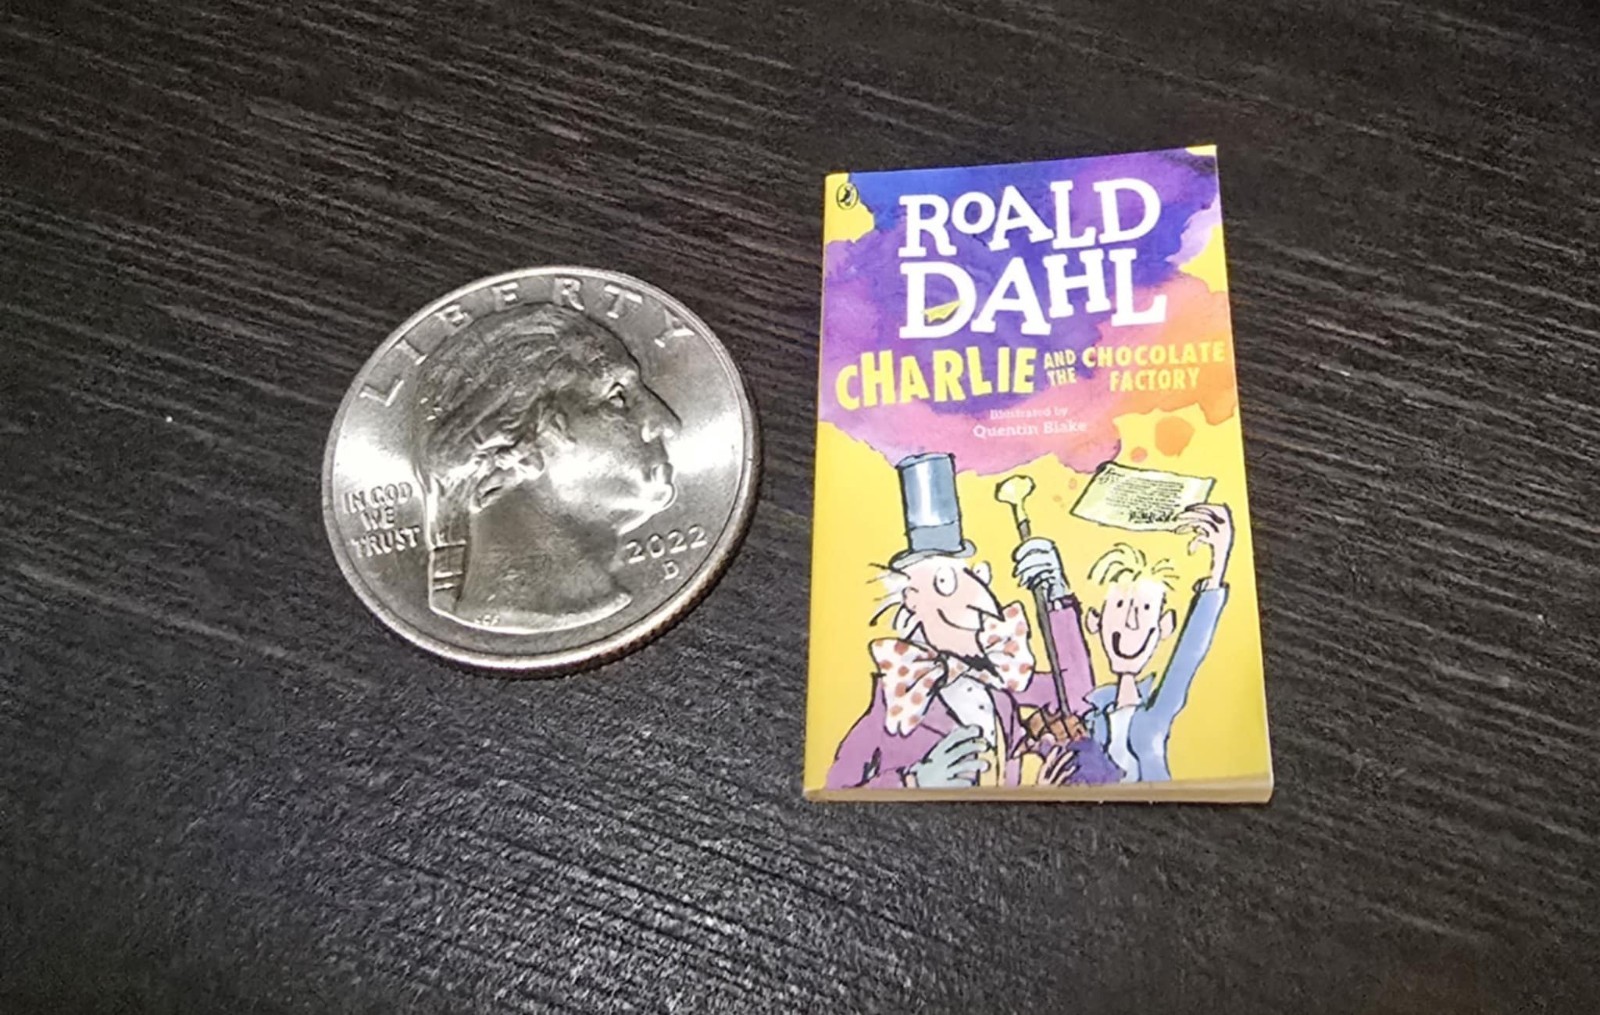 LIBERTY
IN GOD
WE
TRUST
2022
D
ROALD
DAHL
CHARLIE AND THE CHOCOLATE FACTORY
Illustrated by
Quentin Blake